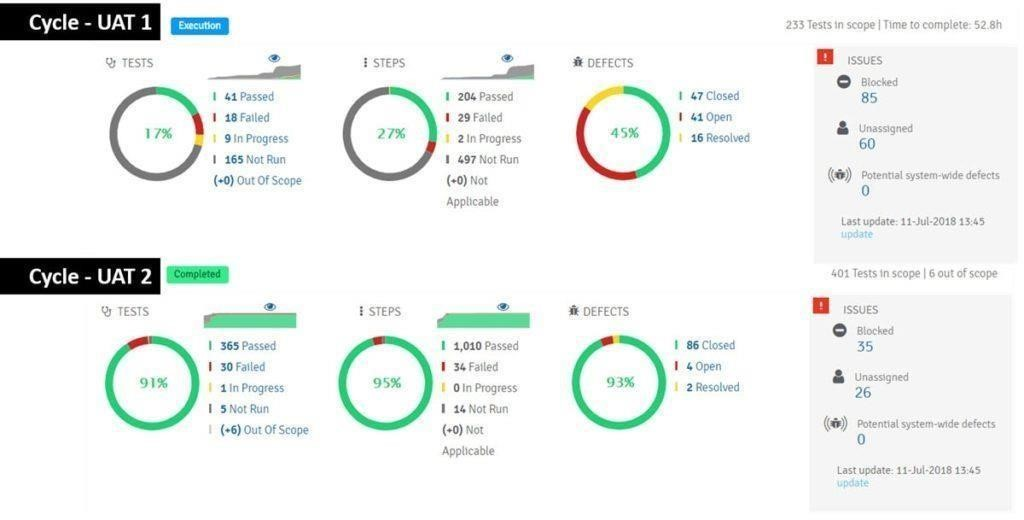 Cycle - UAT 1
Execution
233 Tests in scope | Time to complete: 52.8h
TESTS
17%
41 Passed
18 Failed
9 In Progress
165 Not Run
(+0) Out Of Scope
STEPS
27%
204 Passed
29 Failed
2 In Progress
497 Not Run
(+0) Not
Applicable
DEFECTS
45%
47 Closed
41 Open
16 Resolved
! ISSUES
Blocked
85
Unassigned
60
Potential system-wide defects
0
Last update: 11-Jul-2018 13:45
update
Cycle - UAT 2
Completed
401 Tests in scope | 6 out of scope
TESTS
91%
365 Passed
30 Failed
1 In Progress
5 Not Run
(+6) Out Of Scope
STEPS
95%
1,010 Passed
34 Failed
0 In Progress
14 Not Run
(+0) Not
Applicable
DEFECTS
93%
86 Closed
4 Open
2 Resolved
! ISSUES
Blocked
35
Unassigned
26
Potential system-wide defects
0
Last update: 11-Jul-2018 13:45
update